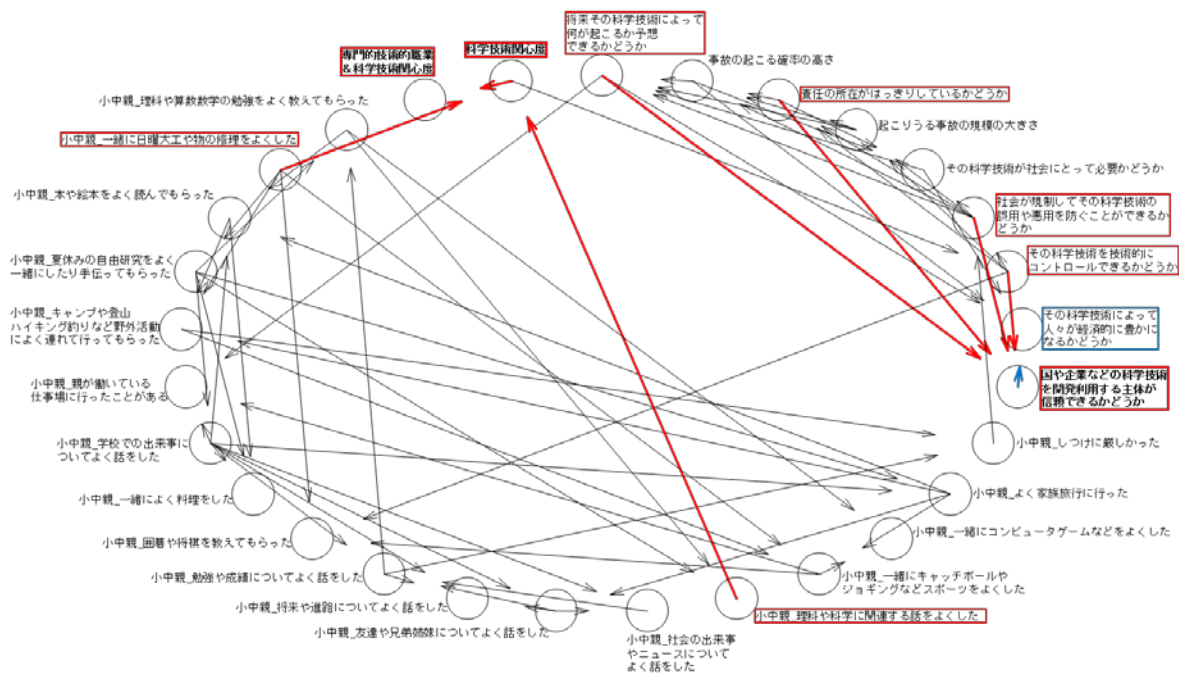 将来その科学技術によって
何が起こるか予想
できるかどうか
科学技術関心度
専門的技術的職業
＆科学技術関心度
事故の起こる確率の高さ
小中親_理科や算数数学の勉強をよく教えてもらった
責任の所在がはっきりしているかどうか
起こりうる事故の規模の大きさ
小中親_一緒に日曜大工や物の修理をよくした
その科学技術が社会にとって必要かどうか
小中親_本や絵本をよく読んでもらった
社会が規制してその科学技術の
誤用や悪用を防ぐことができるか
どうか
小中親_夏休みの自由研究をよく
一緒にしたり手伝ってもらった
その科学技術を技術的に
コントロールできるかどうか
小中親_キャンプや登山
ハイキング釣りなど野外活動
によく連れて行ってもらった
その科学技術によって
人々が経済的に豊かに
なるかどうか
小中親_親が働いている
仕事場に行ったことがある
国や企業などの科学技術
を開発利用する主体が
信頼できるかどうか
小中親_学校での出来事に
ついてよく話をした
小中親_しつけに厳しかった
小中親_一緒によく料理をした
小中親_よく家族旅行に行った
小中親_囲碁や将棋を教えてもらった
小中親_一緒にコンピュータゲームなどをよくした
小中親_勉強や成績についてよく話をした
小中親_一緒にキャッチボールや
ジョギングなどスポーツをよくした
小中親_将来や進路についてよく話をした
小中親_理科や科学に関連する話をよくした
小中親_友達や兄弟姉妹についてよく話をした
小中親_社会の出来事
やニュースについて
よく話をした